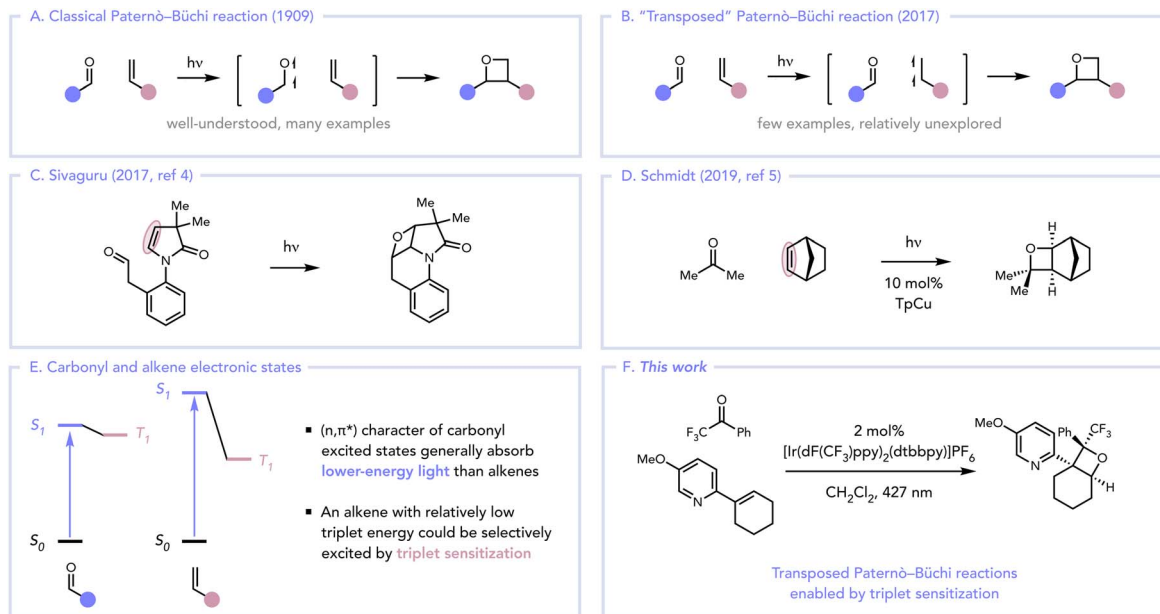 A. Classical Paternò–Büchi reaction (1909)
O
hν
O
O
well-understood, many examples
B. “Transposed” Paternò–Büchi reaction (2017)
O
hν
O
O
few examples, relatively unexplored
C. Sivaguru (2017, ref 4)
Me
Me
O
N
O
hν
Me
Me
O
O
N
D. Schmidt (2019, ref 5)
O
Me
Me
hν
10 mol%
TpCu
H
O
Me
Me
H
E. Carbonyl and alkene electronic states
S1
T1
S0
O
S1
T1
S0
▪ (n,π*) character of carbonyl
excited states generally absorb
lower-energy light than alkenes
▪ An alkene with relatively low
triplet energy could be selectively
excited by triplet sensitization
F. This work
O
F3C
Ph
MeO
N
2 mol%
[Ir(dF(CF3)ppy)2(dtbbpy)]PF6
CH2Cl2, 427 nm
MeO
N
Ph
CF3
O
H
Transposed Paternò–Büchi reactions
enabled by triplet sensitization